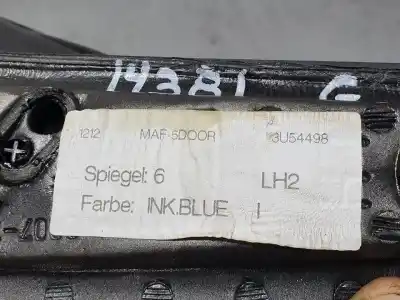 14381 G
1212 MAF-5DOOR 3U54498
Spiegel: 6 LH2
Farbe: INK.BLUE I